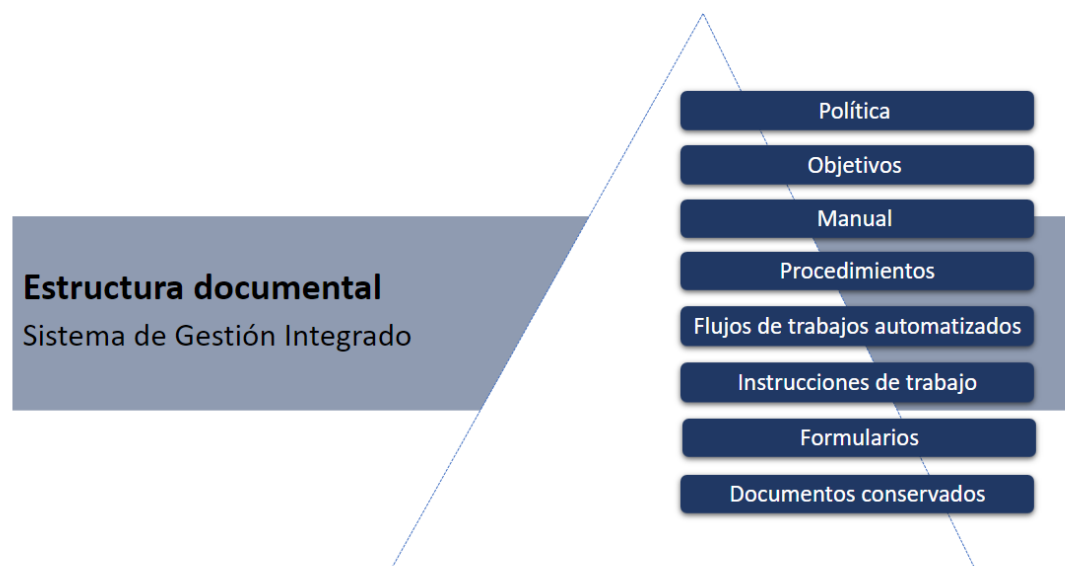 Estructura documental
Sistema de Gestión Integrado
Política
Objetivos
Manual
Procedimientos
Flujos de trabajos automatizados
Instrucciones de trabajo
Formularios
Documentos conservados